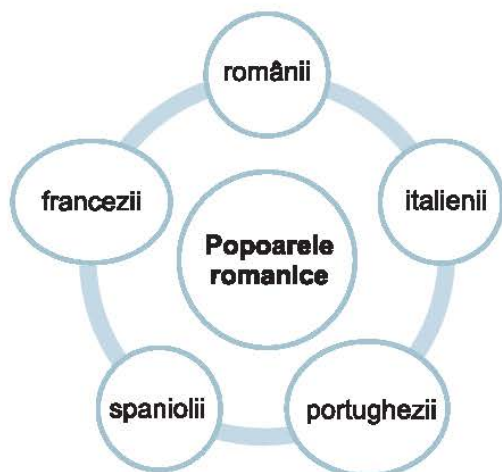 românii
francezii
italienii
Popoarele
romanice
spaniolii
portughezii